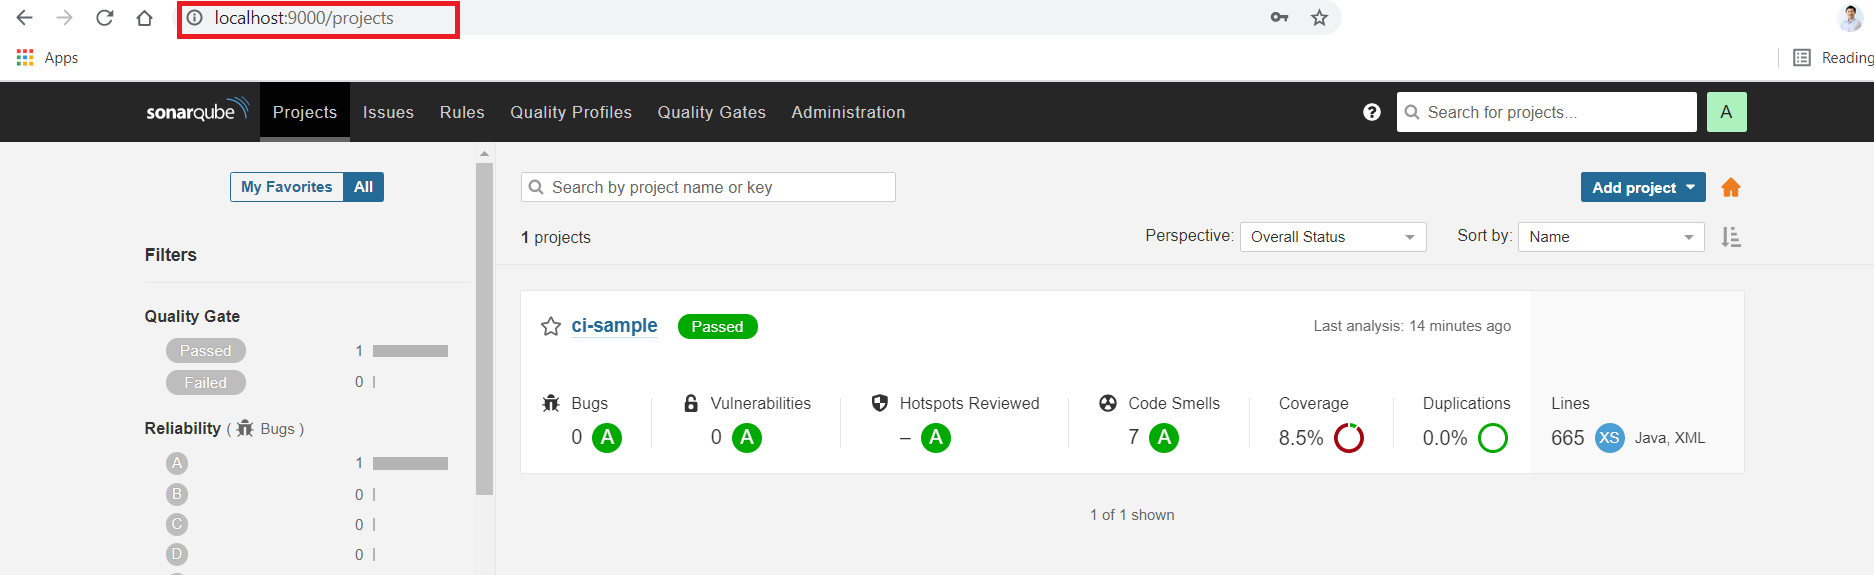 localhost:9000/projects
Apps
Reading
sonarqube Projects Issues Rules Quality Profiles Quality Gates Administration ? Search for projects... A
My Favorites All
Search by project name or key
Add project
1 projects
Perspective: Overall Status
Sort by: Name
Filters
Quality Gate
Passed 1
Failed 0
Reliability ( Bugs )
A 1
B 0
C 0
D 0
ci-sample Passed
Last analysis: 14 minutes ago
Bugs
0 A
Vulnerabilities
0 A
Hotspots Reviewed
– A
Code Smells
7 A
Coverage
8.5%
Duplications
0.0%
Lines
665 XS Java, XML
1 of 1 shown